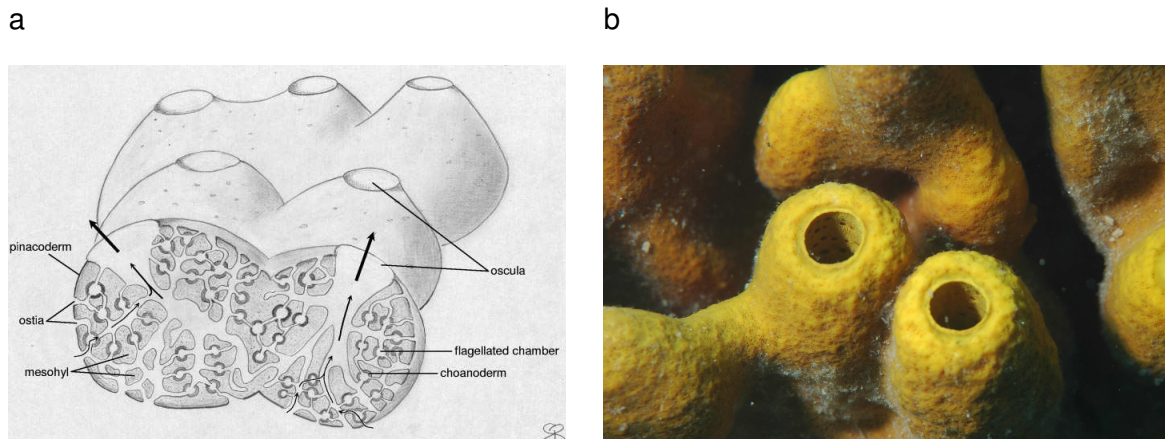 a
b
pinacoderm
ostia
mesohyl
oscula
flagellated chamber
choanoderm